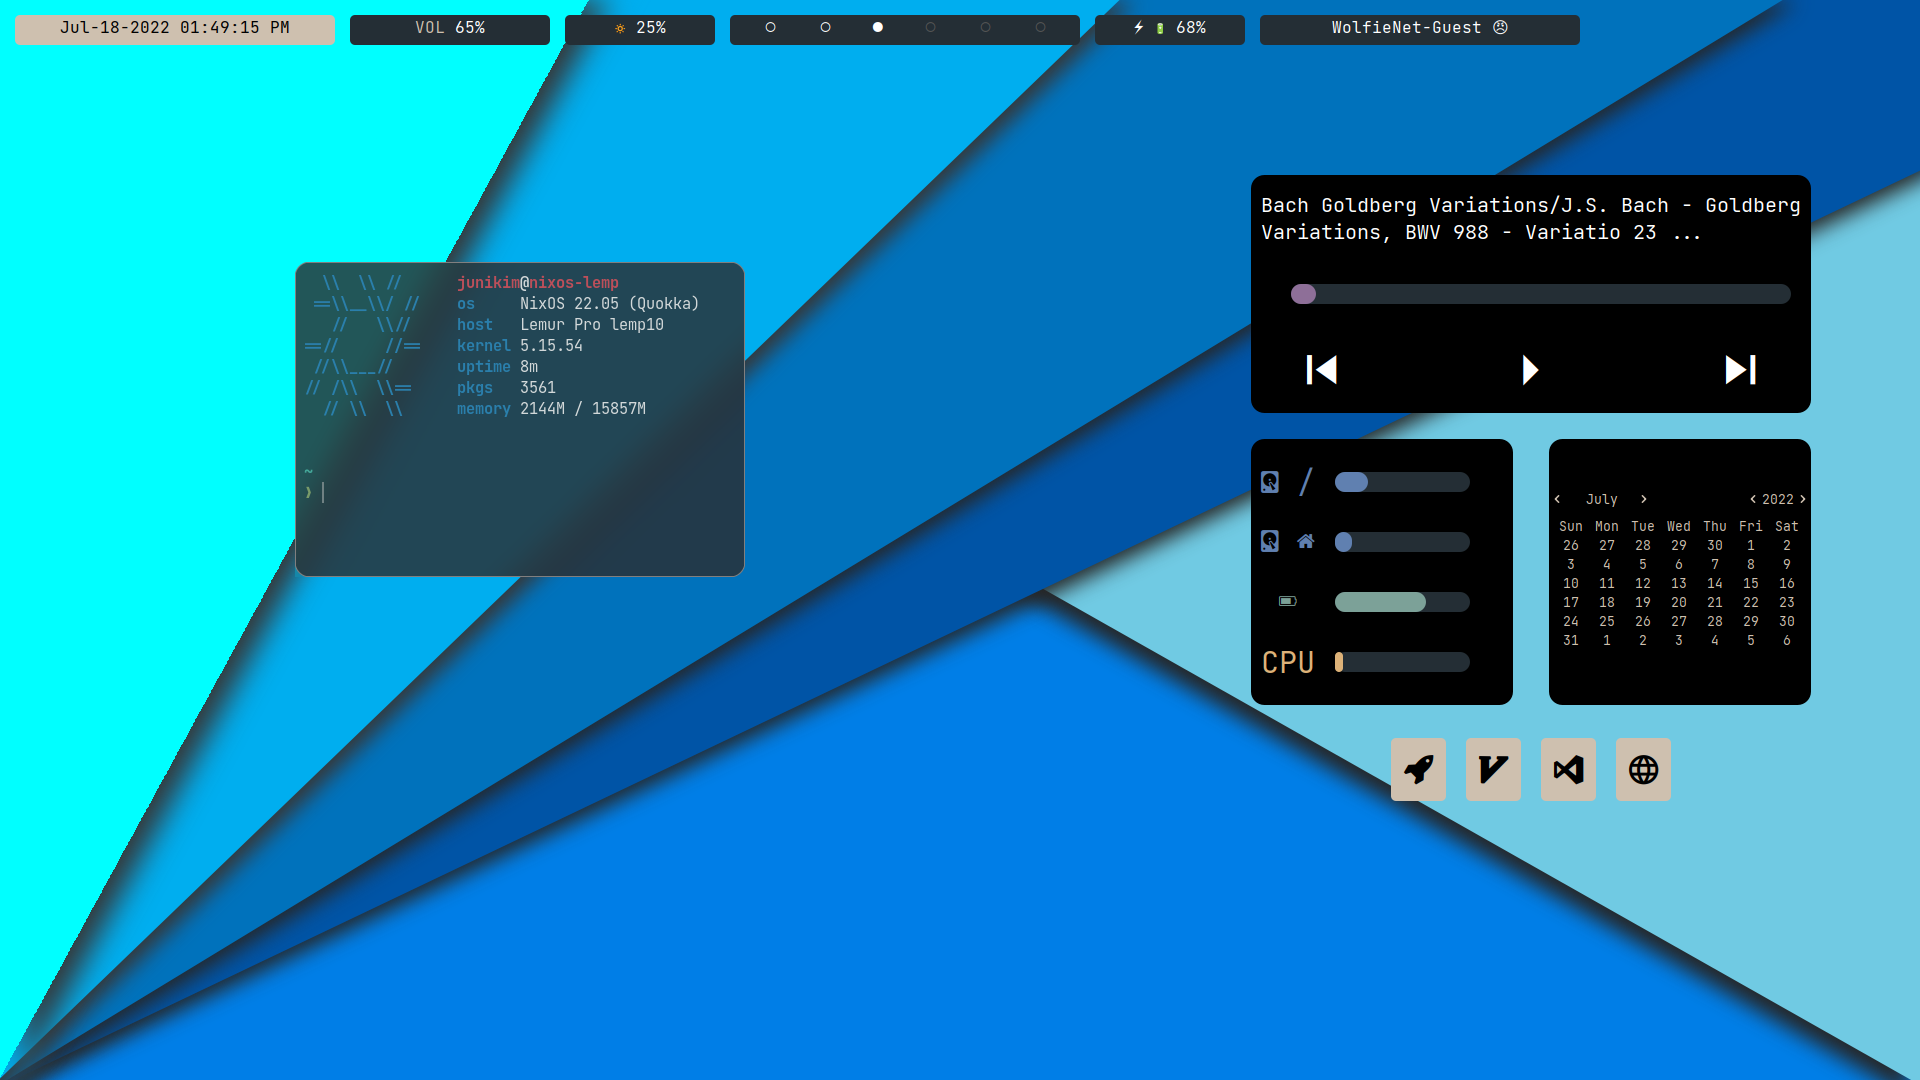 Jul-18-2022 01:49:15 PM
VOL 65%
25%
68%
WolfieNet-Guest
junikim@nixos-lemp
os NixOS 22.05 (Quokka)
host Lemur Pro lemp10
kernel 5.15.54
uptime 8m
pkgs 3561
memory 2144M / 15857M
~
❯
Bach Goldberg Variations/J.S. Bach - Goldberg
Variations, BWV 988 - Variatio 23 ...
/
CPU
‹ July › ‹ 2022 ›
Sun Mon Tue Wed Thu Fri Sat
26 27 28 29 30 1 2
3 4 5 6 7 8 9
10 11 12 13 14 15 16
17 18 19 20 21 22 23
24 25 26 27 28 29 30
31 1 2 3 4 5 6